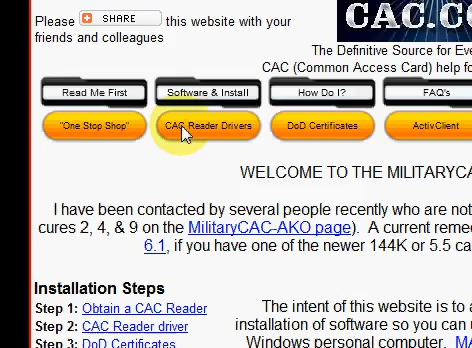 Please SHARE this website with your
friends and colleagues
CAC.C
The Definitive Source for Eve
CAC (Common Access Card) help fo
Read Me First Software & Install How Do I? FAQ's
"One Stop Shop" CAC Reader Drivers DoD Certificates ActivClient
WELCOME TO THE MILITARYCA
I have been contacted by several people recently who are not
cures 2, 4, & 9 on the MilitaryCAC-AKO page). A current reme
6.1, if you have one of the newer 144K or 5.5 ca
Installation Steps
Step 1: Obtain a CAC Reader
Step 2: CAC Reader driver
Step 3: DoD Certificates
The intent of this website is to a
installation of software so you can u
Windows personal computer. MA